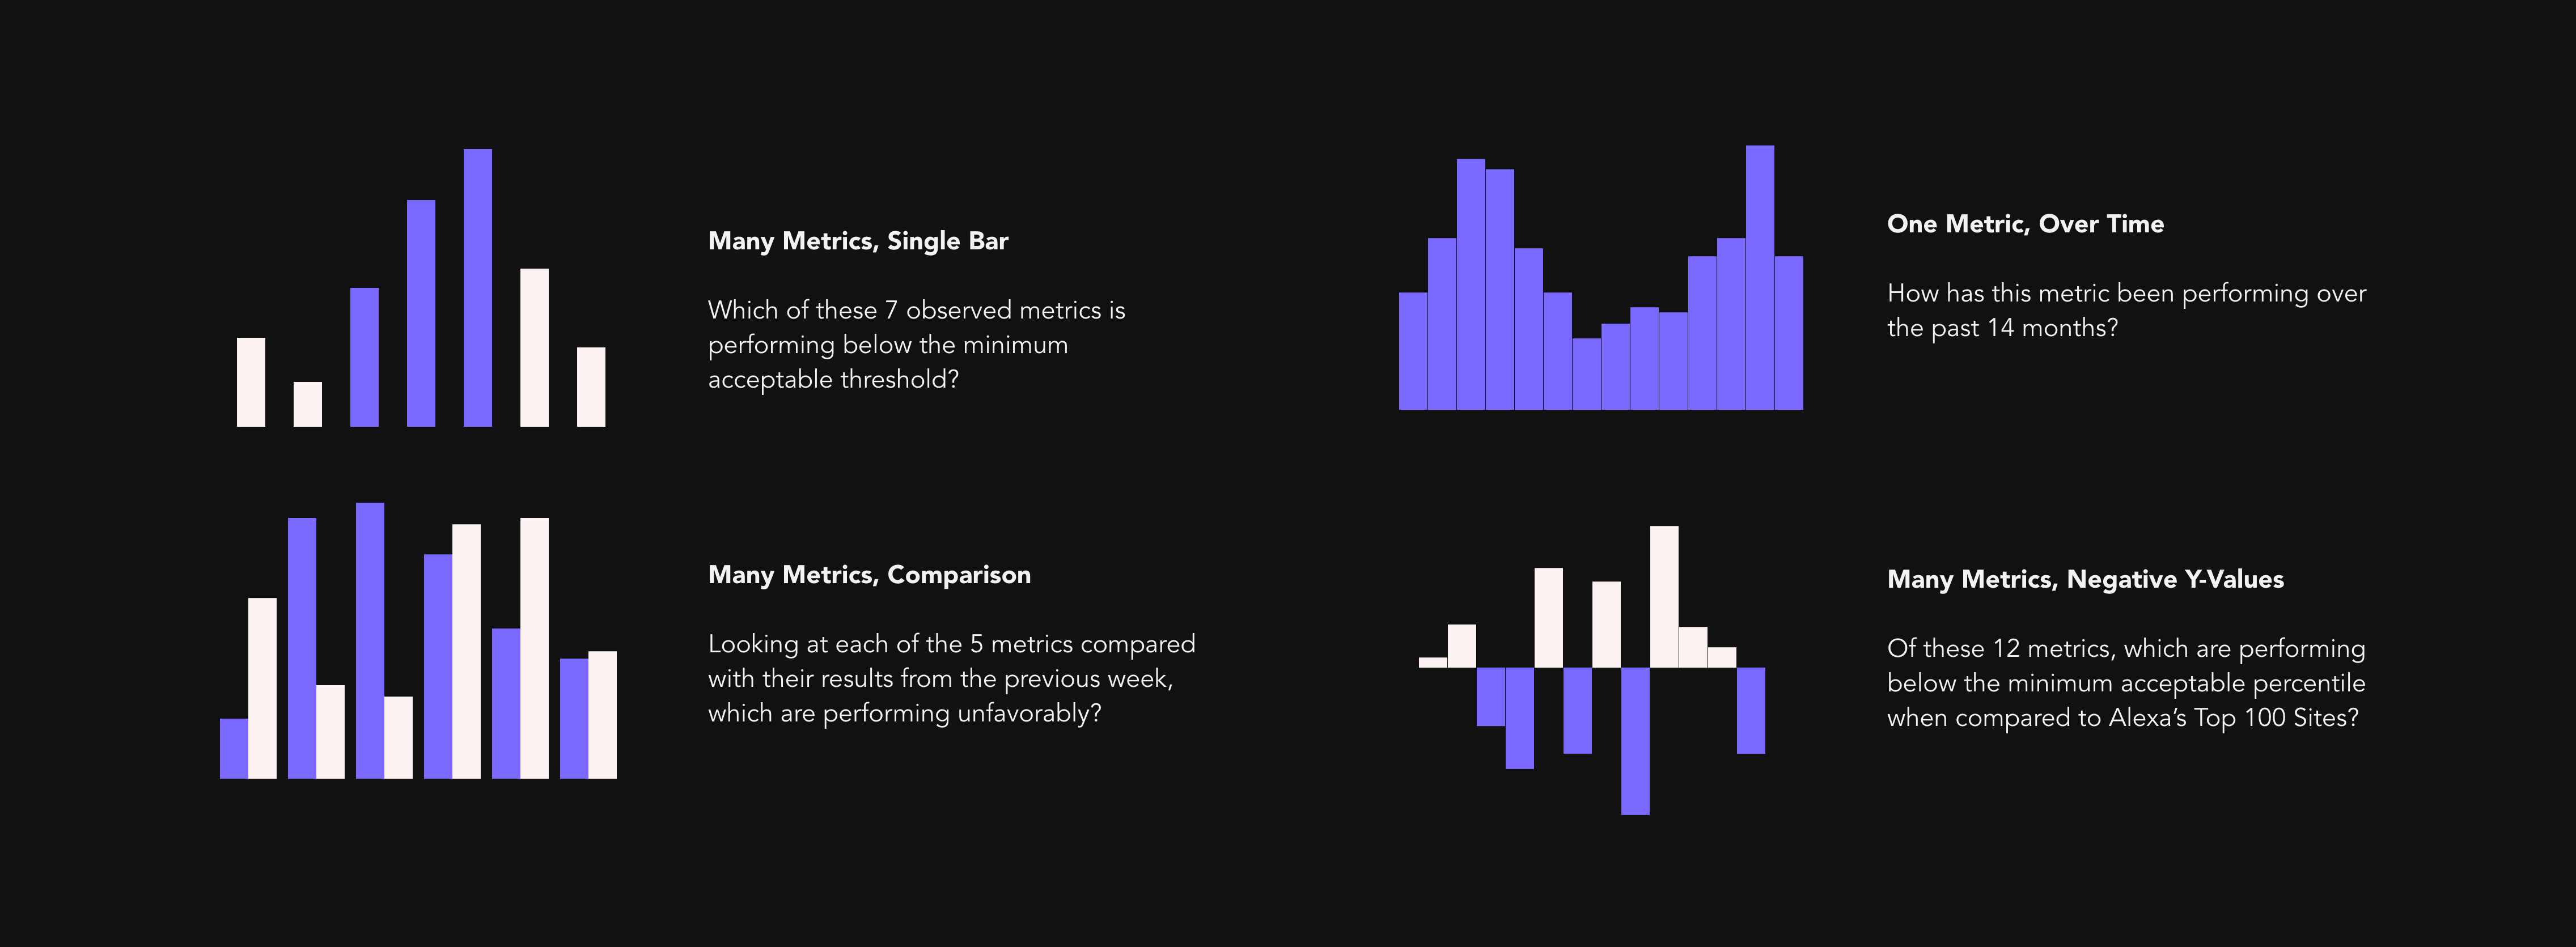 Many Metrics, Single Bar
Which of these 7 observed metrics is
performing below the minimum
acceptable threshold?
One Metric, Over Time
How has this metric been performing over
the past 14 months?
Many Metrics, Comparison
Looking at each of the 5 metrics compared
with their results from the previous week,
which are performing unfavorably?
Many Metrics, Negative Y-Values
Of these 12 metrics, which are performing
below the minimum acceptable percentile
when compared to Alexa’s Top 100 Sites?